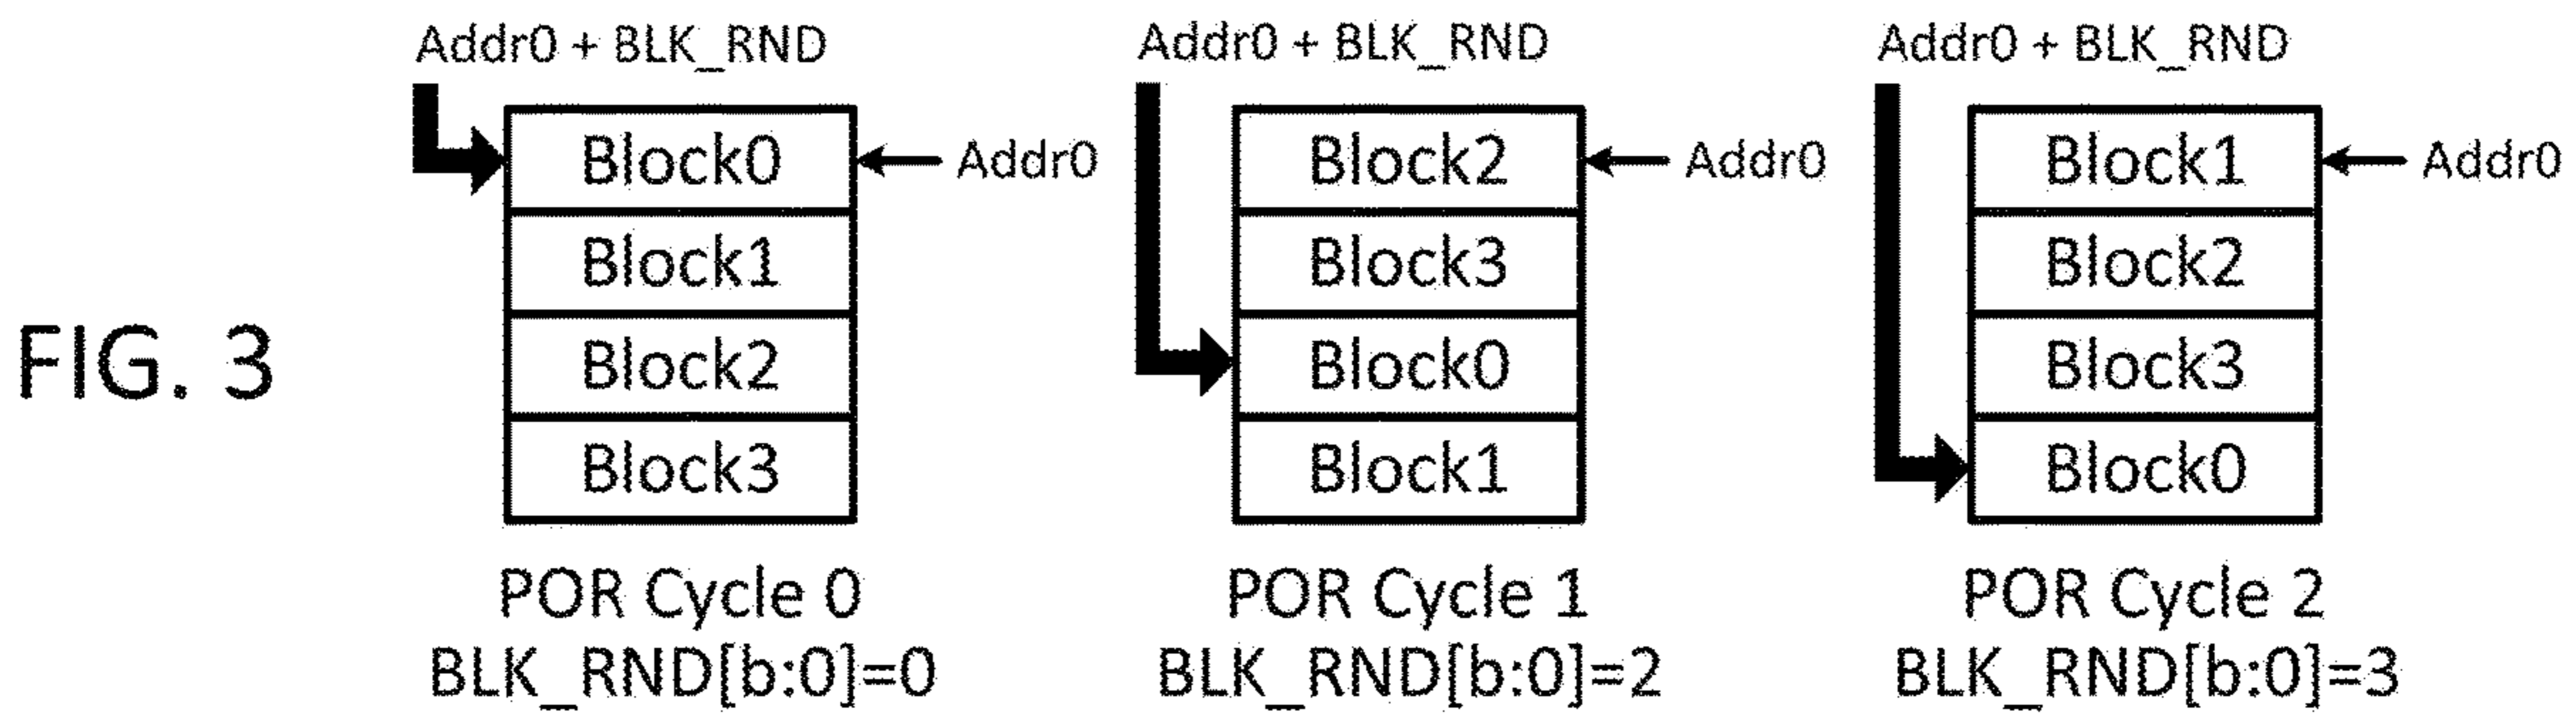 FIG. 3
Addr0 + BLK_RND
Block0
Addr0
Block1
Block2
Block3
POR Cycle 0
BLK_RND[b:0]=0
Addr0 + BLK_RND
Block2
Addr0
Block3
Block0
Block1
POR Cycle 1
BLK_RND[b:0]=2
Addr0 + BLK_RND
Block1
Addr0
Block2
Block3
Block0
POR Cycle 2
BLK_RND[b:0]=3